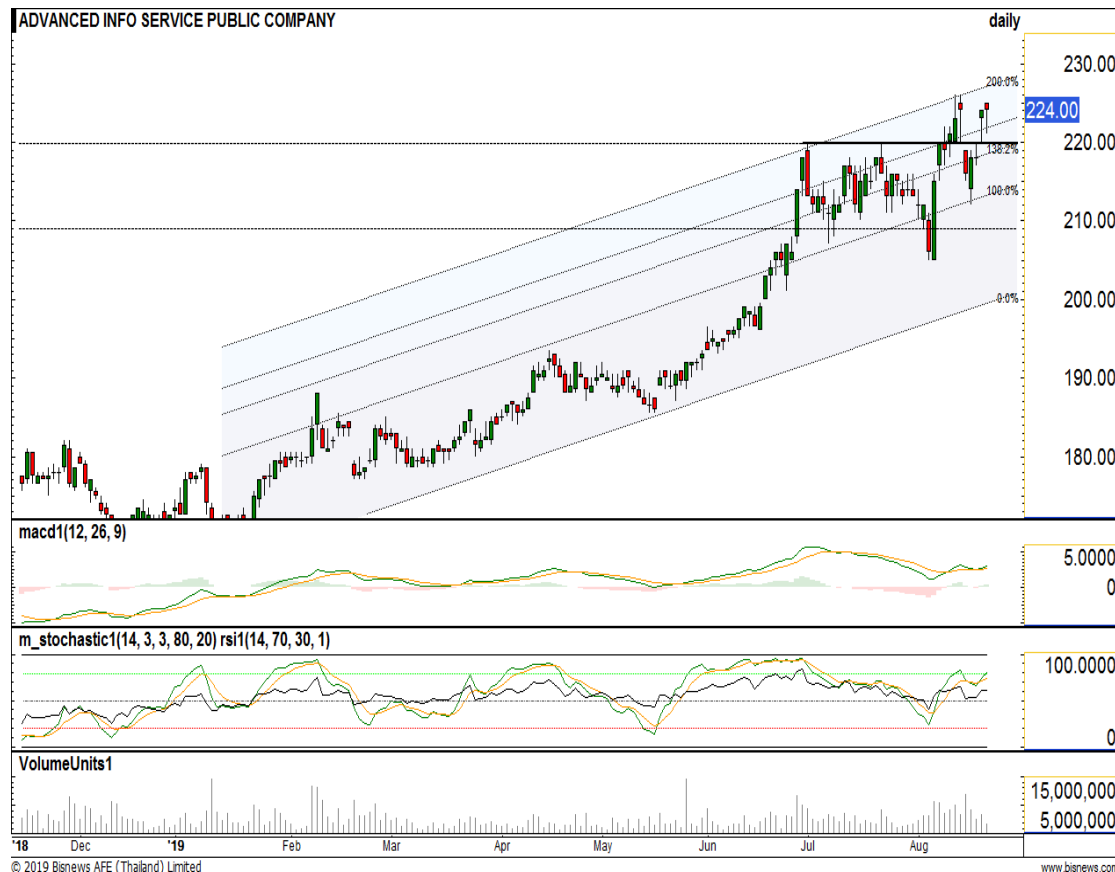 ADVANCED INFO SERVICE PUBLIC COMPANY daily
230.00
200.0%
224.00
220.00
138.2%
100.0%
210.00
0.0%
200.00
190.00
180.00
macd1(12, 26, 9)
5.0000
0
m_stochastic1(14, 3, 3, 80, 20) rsi1(14, 70, 30, 1)
100.0000
0
VolumeUnits1
15,000,000
5,000,000
'18 Dec '19 Feb Mar Apr May Jun Jul Aug
© 2019 Bisnews AFE (Thailand) Limited www.bisnews.com